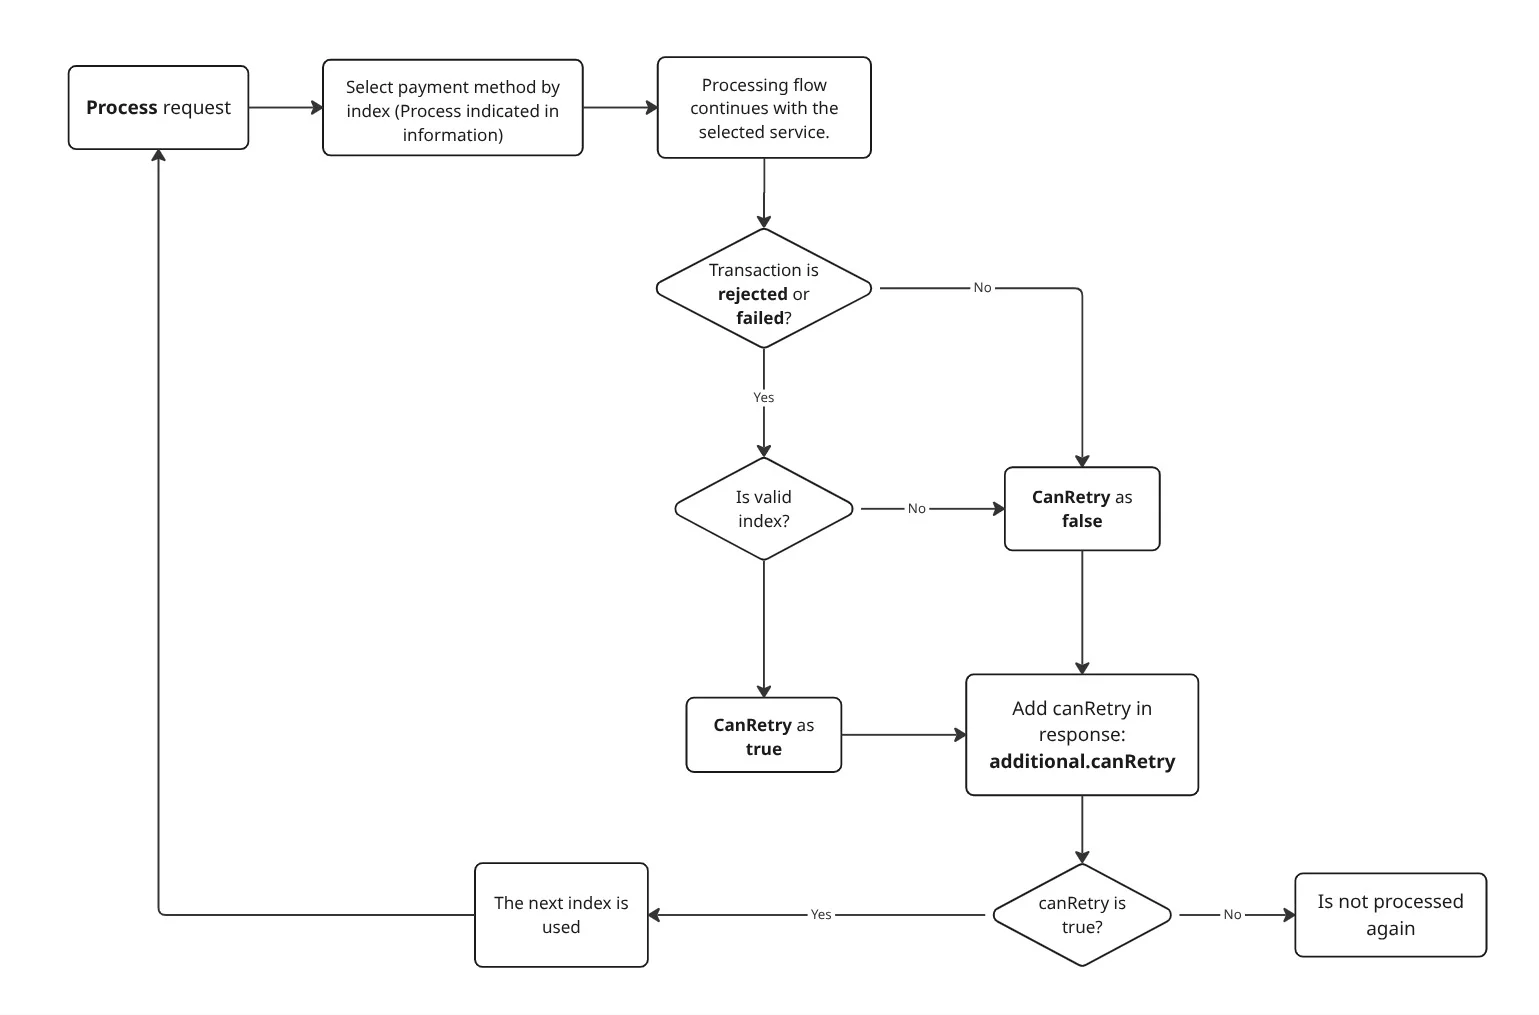 Process request
Select payment method by
index (Process indicated in
information)
Processing flow
continues with the
selected service.
Transaction is
rejected or
failed?
No
Yes
Is valid
index?
No
CanRetry as
false
CanRetry as
true
Add canRetry in
response:
additional.canRetry
The next index is
used
Yes
canRetry is
true?
No
Is not processed
again